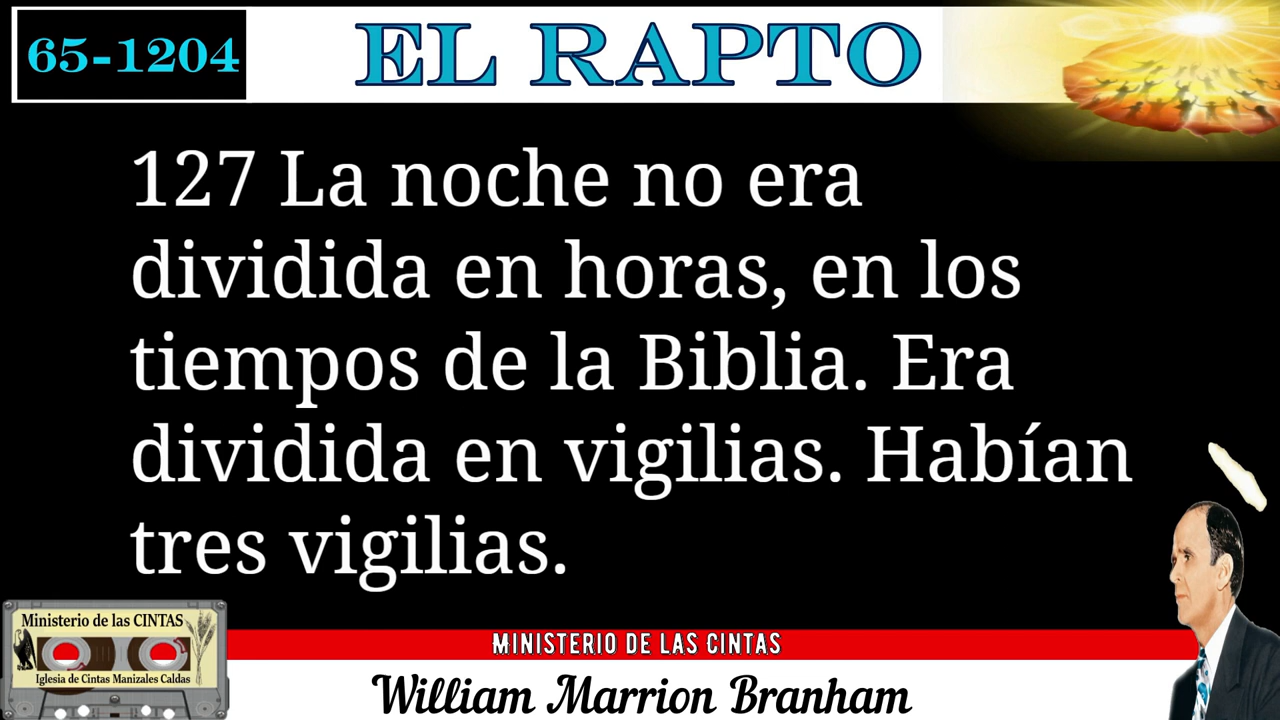 65-1204
EL RAPTO
127 La noche no era
dividida en horas, en los
tiempos de la Biblia. Era
dividida en vigilias. Habían
tres vigilias.
Ministerio de las CINTAS
Iglesia de Cintas Manizales Caldas
MINISTERIO DE LAS CINTAS
William Marrion Branham